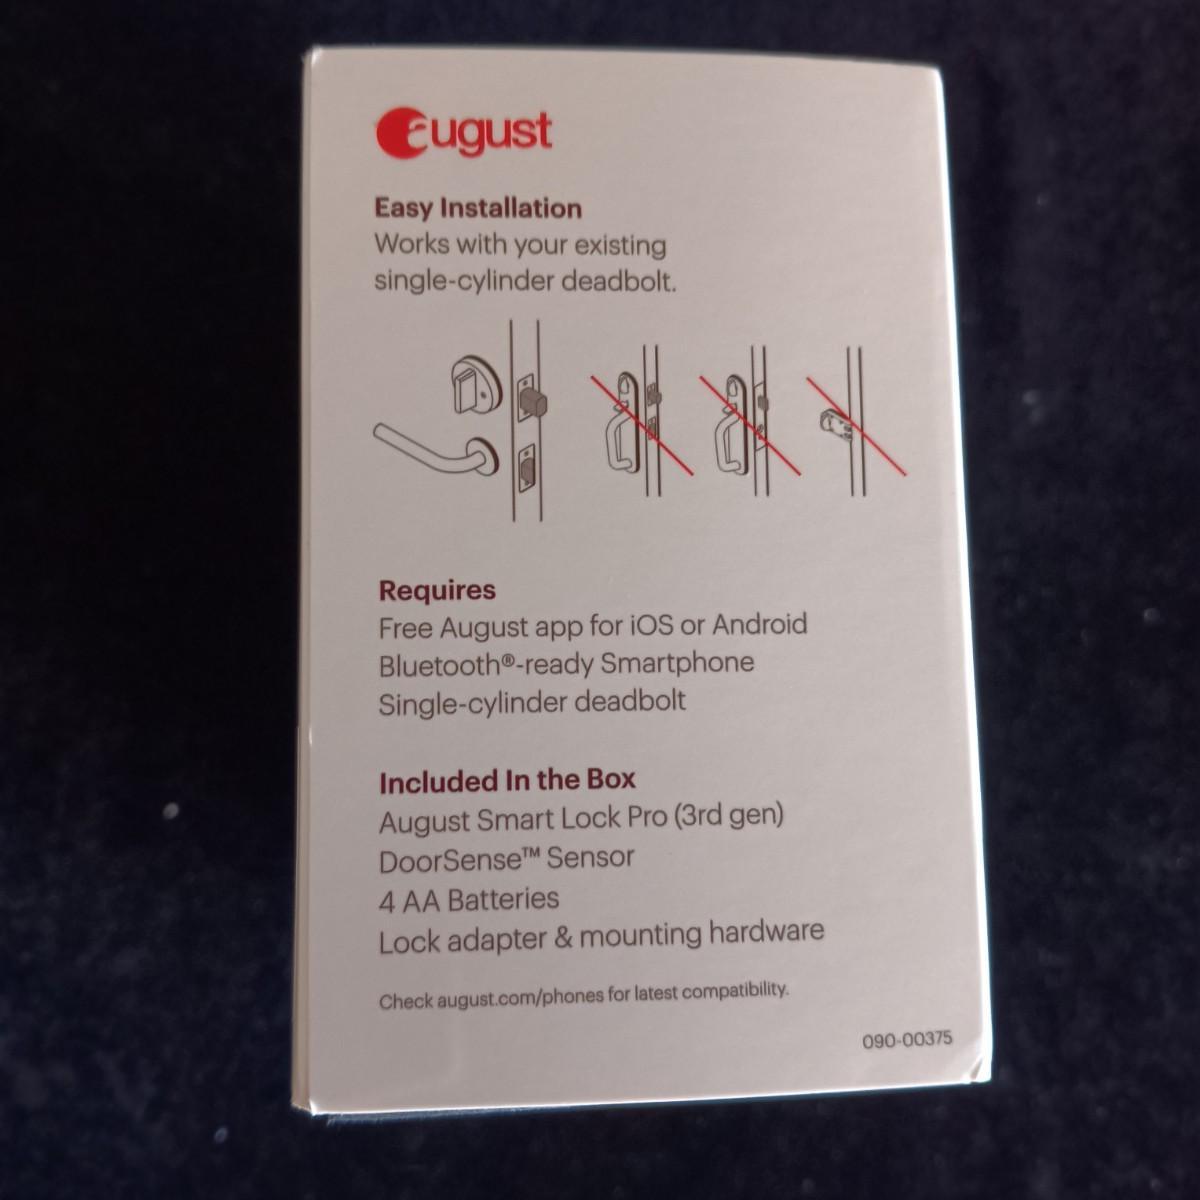 august
Easy Installation
Works with your existing
single-cylinder deadbolt.
Requires
Free August app for iOS or Android
Bluetooth®-ready Smartphone
Single-cylinder deadbolt
Included In the Box
August Smart Lock Pro (3rd gen)
DoorSense™ Sensor
4 AA Batteries
Lock adapter & mounting hardware
Check august.com/phones for latest compatibility.
090-00375